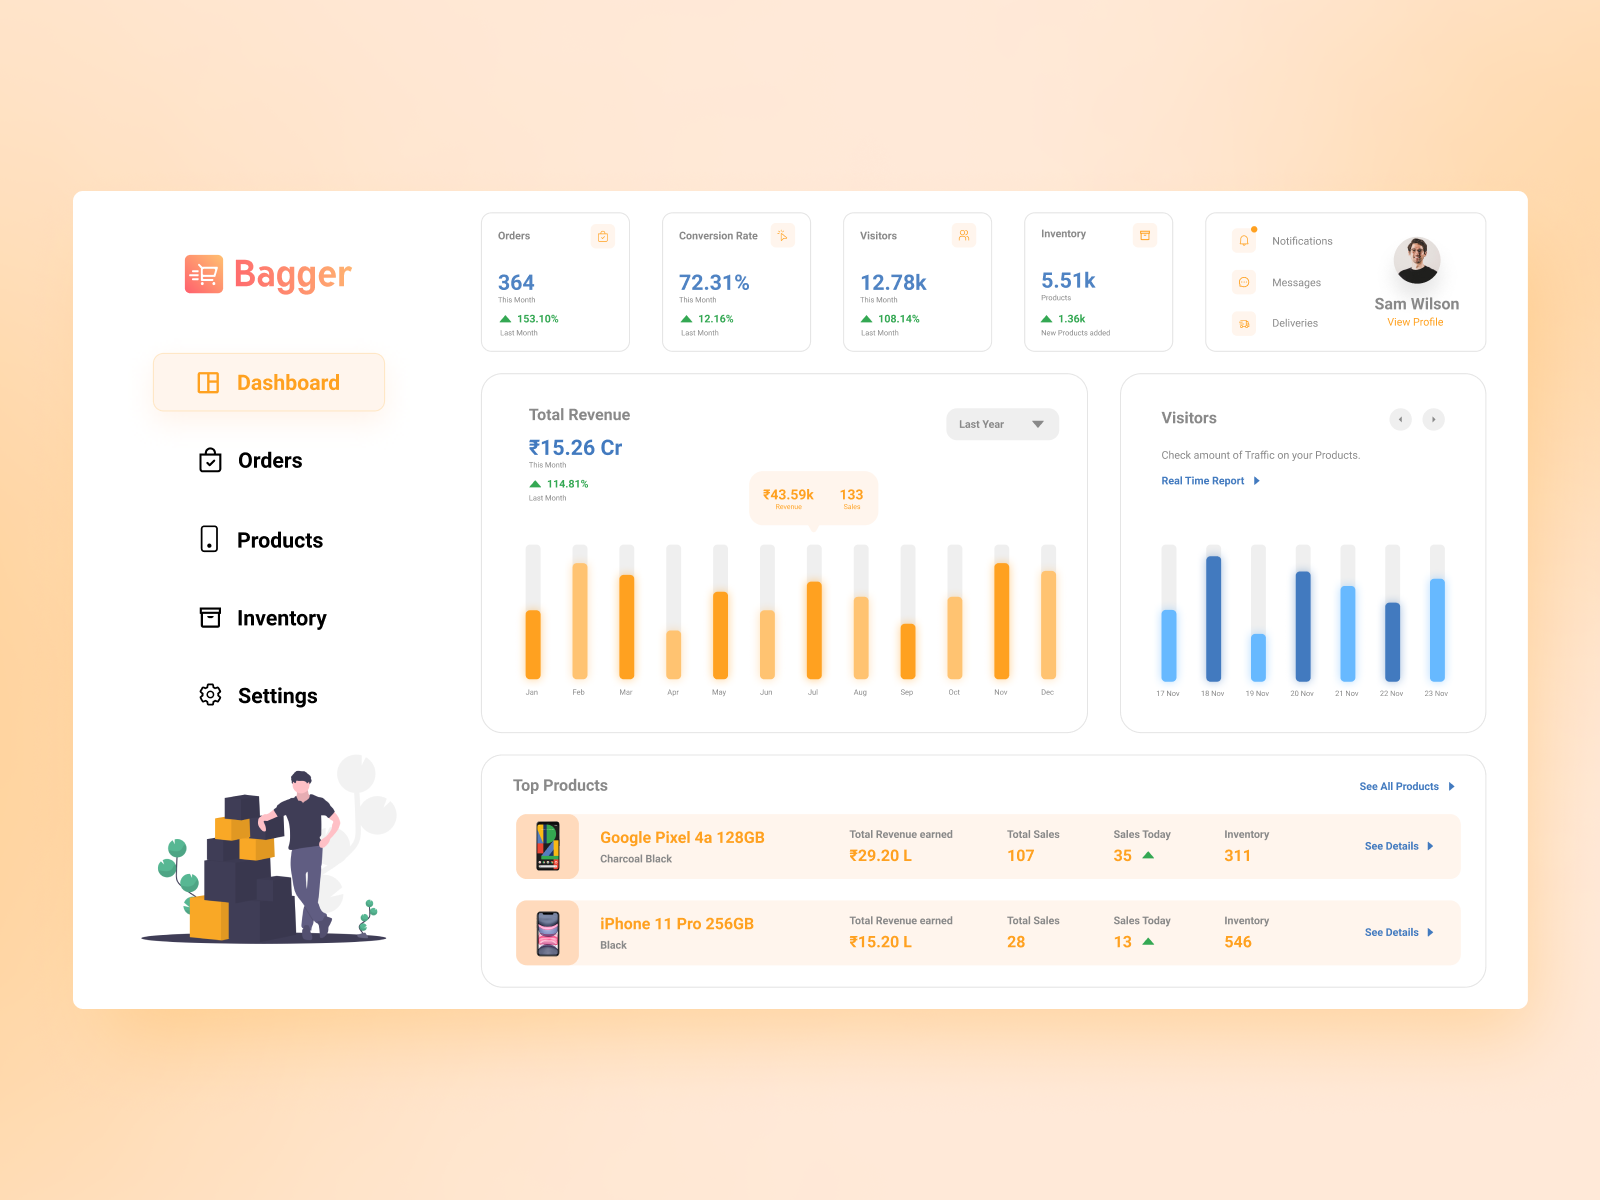 Bagger
Dashboard
Orders
Products
Inventory
Settings
Orders
364
This Month
153.10%
Last Month
Conversion Rate
72.31%
This Month
12.16%
Last Month
Visitors
12.78k
This Month
108.14%
Last Month
Inventory
5.51k
Products
1.36k
New Products added
Notifications
Messages
Deliveries
Sam Wilson
View Profile
Total Revenue
₹15.26 Cr
This Month
114.81%
Last Month
Last Year
₹43.59k 133
Revenue Sales
Jan Feb Mar Apr May Jun Jul Aug Sep Oct Nov Dec
Visitors
Check amount of Traffic on your Products.
Real Time Report
17 Nov 18 Nov 19 Nov 20 Nov 21 Nov 22 Nov 23 Nov
Top Products
See All Products
Google Pixel 4a 128GB
Charcoal Black
Total Revenue earned
₹29.20 L
Total Sales
107
Sales Today
35
Inventory
311
See Details
iPhone 11 Pro 256GB
Black
Total Revenue earned
₹15.20 L
Total Sales
28
Sales Today
13
Inventory
546
See Details